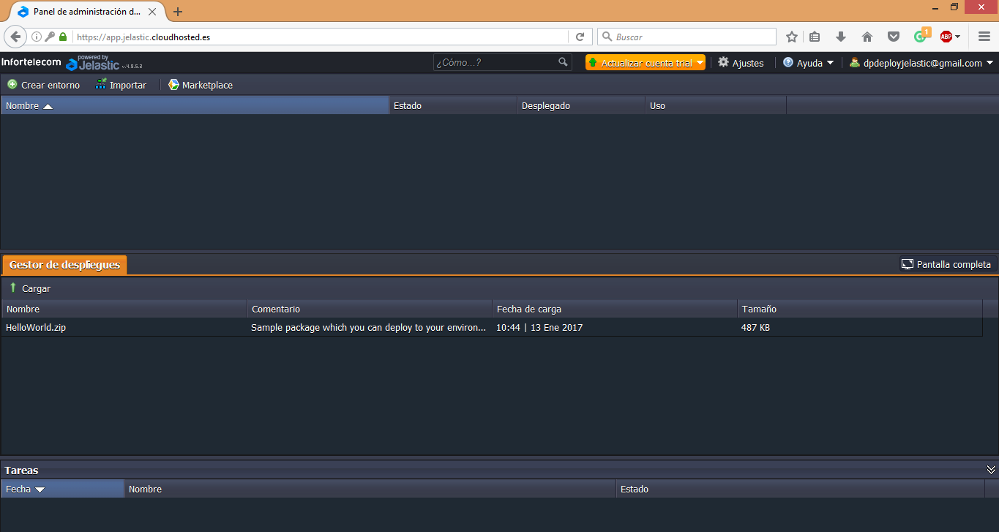 Panel de administración d...
https://app.jelastic.cloudhosted.es
Buscar
1
ABP
Infortelecom powered by Jelastic v.4.9.5.2
¿Cómo...?
Actualizar cuenta trial
Ajustes
Ayuda
dpdeployjelastic@gmail.com
Crear entorno Importar Marketplace
Nombre Estado Desplegado Uso
Gestor de despliegues Pantalla completa
Cargar
Nombre Comentario Fecha de carga Tamaño
HelloWorld.zip Sample package which you can deploy to your environ... 10:44 | 13 Ene 2017 487 KB
Tareas
Fecha Nombre Estado